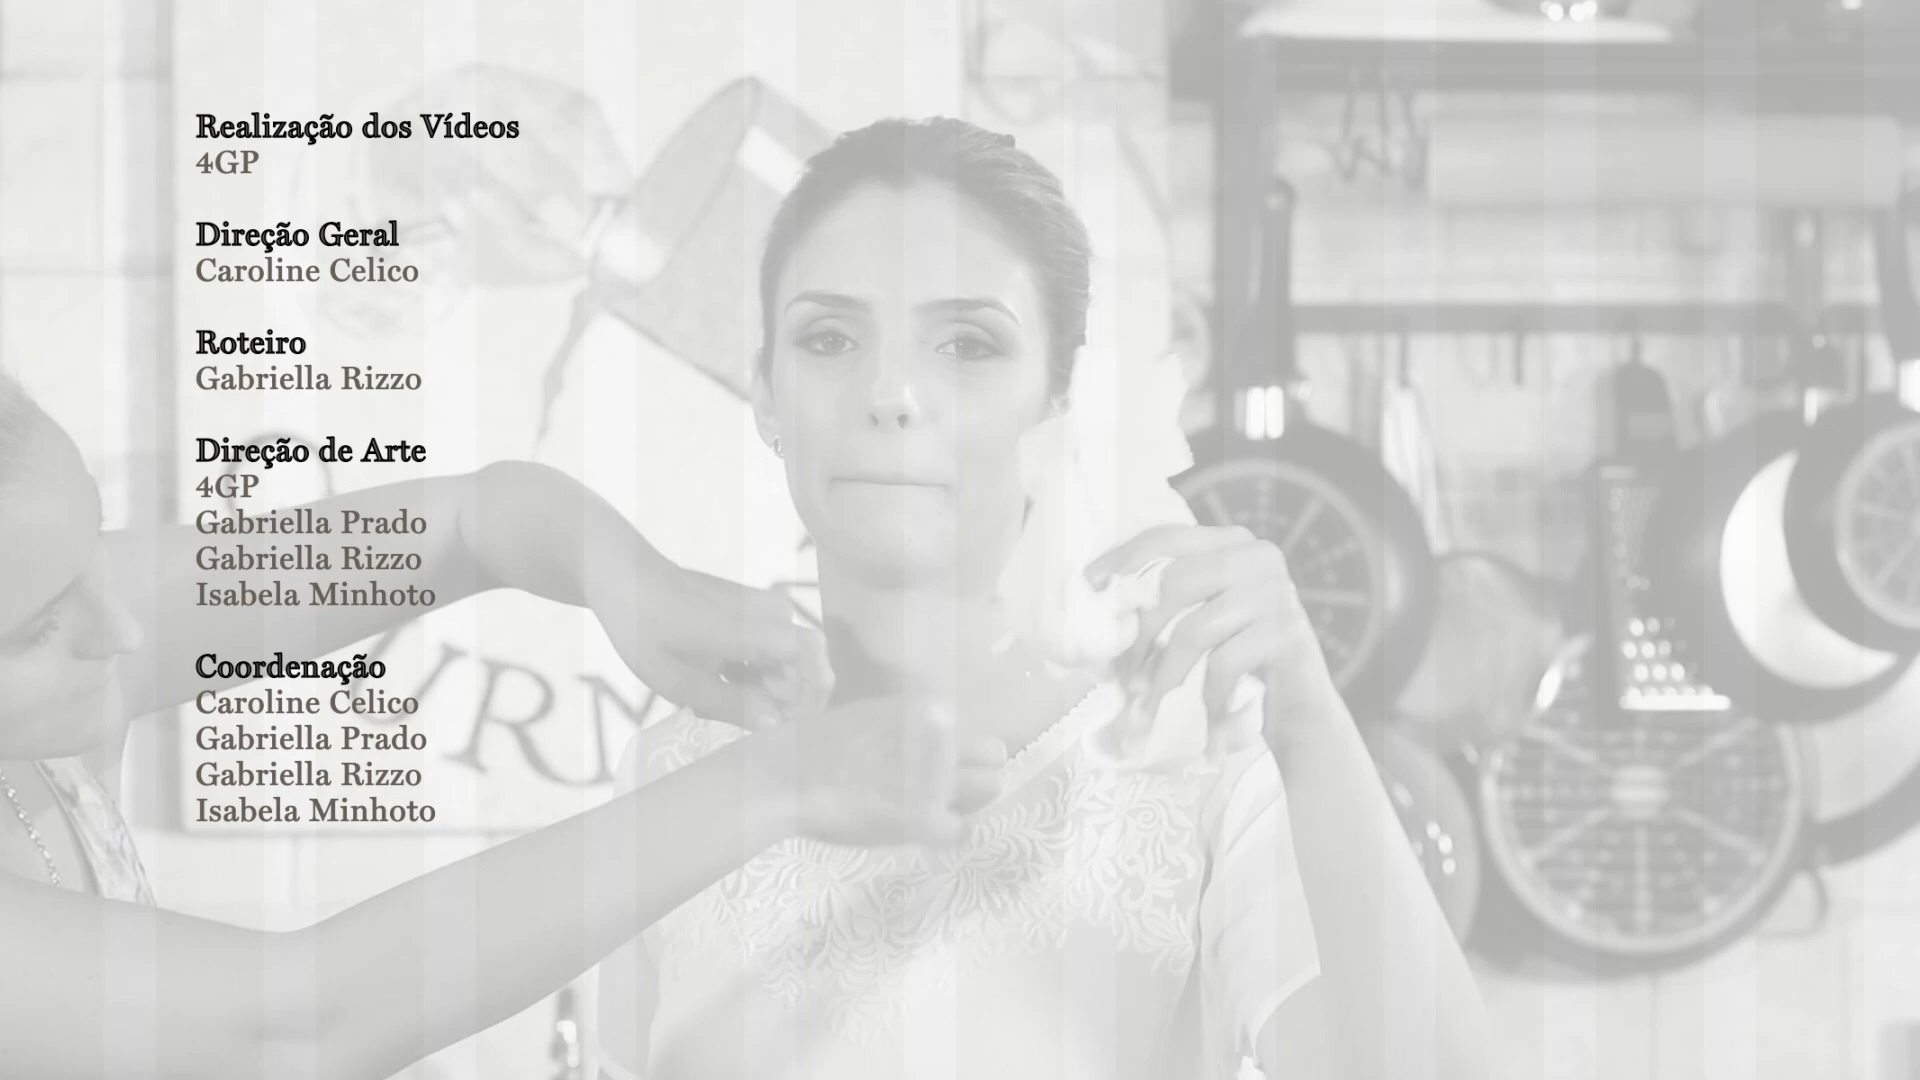 Realização dos Vídeos
4GP
Direção Geral
Caroline Celico
Roteiro
Gabriella Rizzo
Direção de Arte
4GP
Gabriella Prado
Gabriella Rizzo
Isabela Minhoto
Coordenação
Caroline Celico
Gabriella Prado
Gabriella Rizzo
Isabela Minhoto